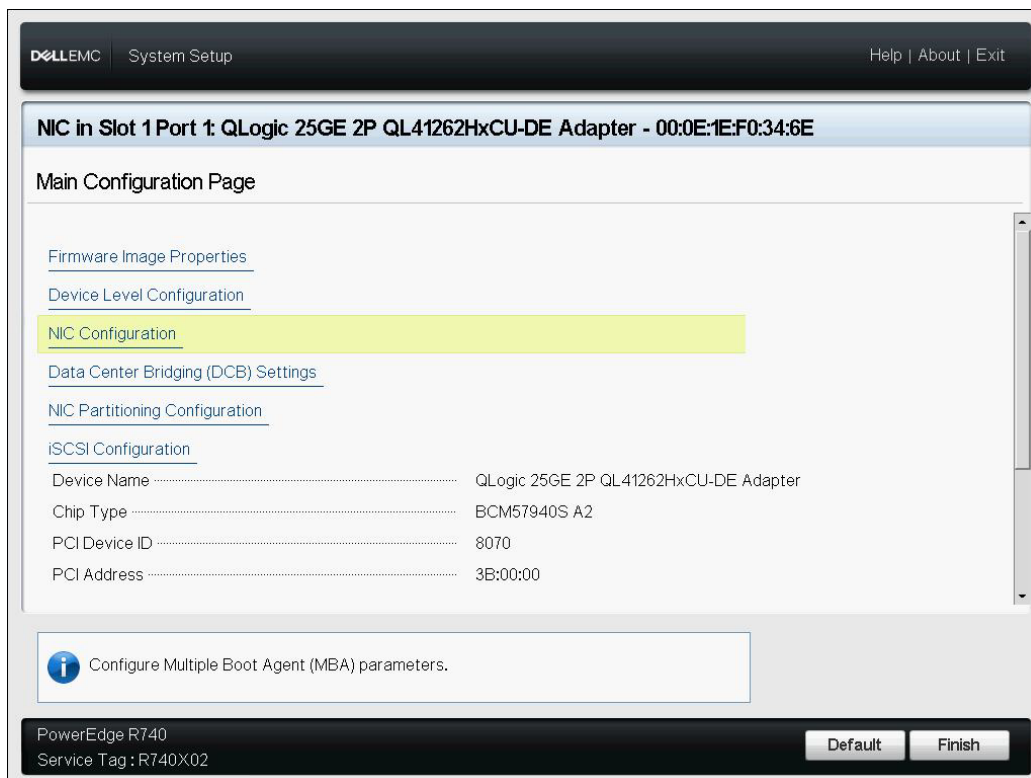 DELLEMC System Setup Help | About | Exit
NIC in Slot 1 Port 1: QLogic 25GE 2P QL41262HxCU-DE Adapter - 00:0E:1E:F0:34:6E
Main Configuration Page
Firmware Image Properties
Device Level Configuration
NIC Configuration
Data Center Bridging (DCB) Settings
NIC Partitioning Configuration
iSCSI Configuration
Device Name QLogic 25GE 2P QL41262HxCU-DE Adapter
Chip Type BCM57940S A2
PCI Device ID 8070
PCI Address 3B:00:00
Configure Multiple Boot Agent (MBA) parameters.
PowerEdge R740
Service Tag : R740X02
Default Finish